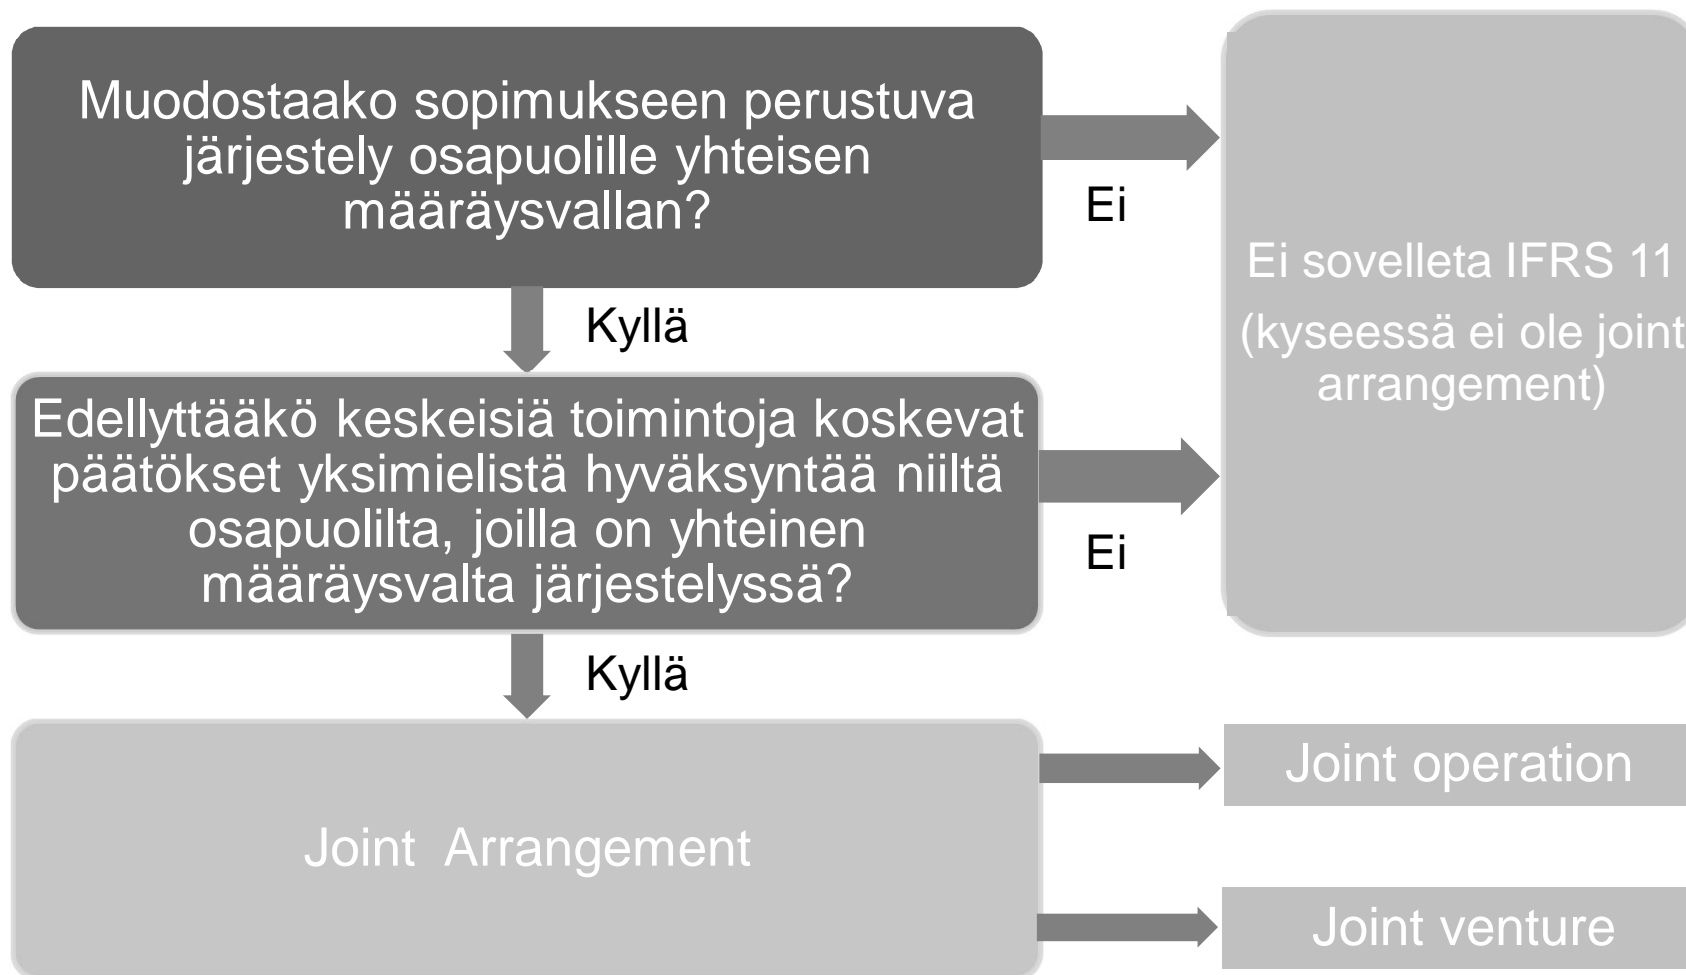 Muodostaako sopimukseen perustuva
järjestely osapuolille yhteisen
määräysvallan?
Ei
Ei sovelleta IFRS 11
(kyseessä ei ole joint
arrangement)
Kyllä
Edellyttääkö keskeisiä toimintoja koskevat
päätökset yksimielistä hyväksyntää niiltä
osapuolilta, joilla on yhteinen
määräysvalta järjestelyssä?
Ei
Kyllä
Joint Arrangement
Joint operation
Joint venture